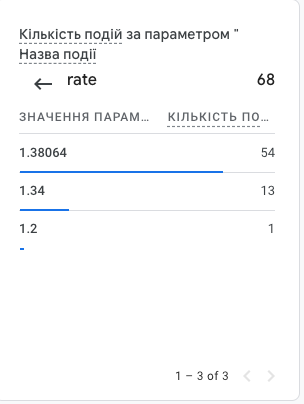 Кількість подій за параметром "
Назва події
← rate 68
ЗНАЧЕННЯ ПАРАМ… КІЛЬКІСТЬ ПО…
1.38064 54
1.34 13
1.2 1
1 – 3 of 3